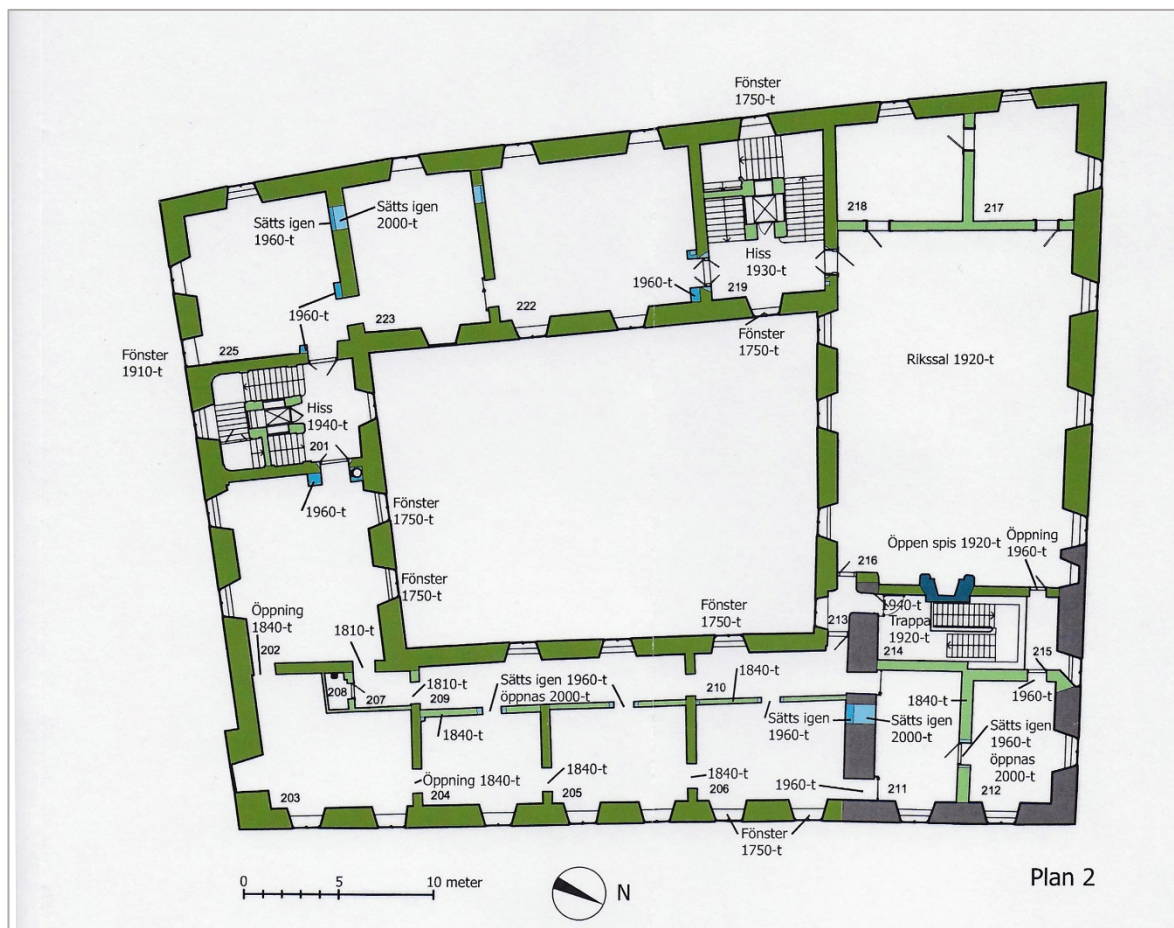 Fönster
1750-t
218
217
Sätts igen
1960-t
Sätts igen
2000-t
Hiss
1930-t
219
1960-t
222
223
1960-t
225
Fönster
1750-t
Fönster
1910-t
Rikssal 1920-t
Hiss
1940-t
201
1960-t
Fönster
1750-t
Öppen spis 1920-t
Öppning
1960-t
216
Fönster
1750-t
1940-t
Trappa
1920-t
Fönster
1750-t
213
214
215
1960-t
Öppning
1840-t
202
1810-t
208
207
1810-t
209
Sätts igen 1960-t
öppnas 2000-t
210
1840-t
1840-t
Sätts igen
1960-t
Sätts igen
2000-t
1840-t
Sätts igen
1960-t
öppnas
2000-t
Öppning 1840-t
1840-t
1840-t
1960-t
203
204
205
206
211
212
Fönster
1750-t
0 5 10 meter
N
Plan 2